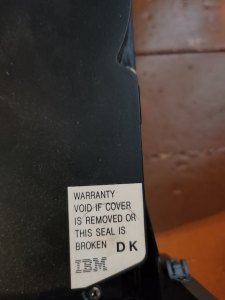 WARRANTY
VOID IF COVER
IS REMOVED OR
THIS SEAL IS
BROKEN DK
IBM